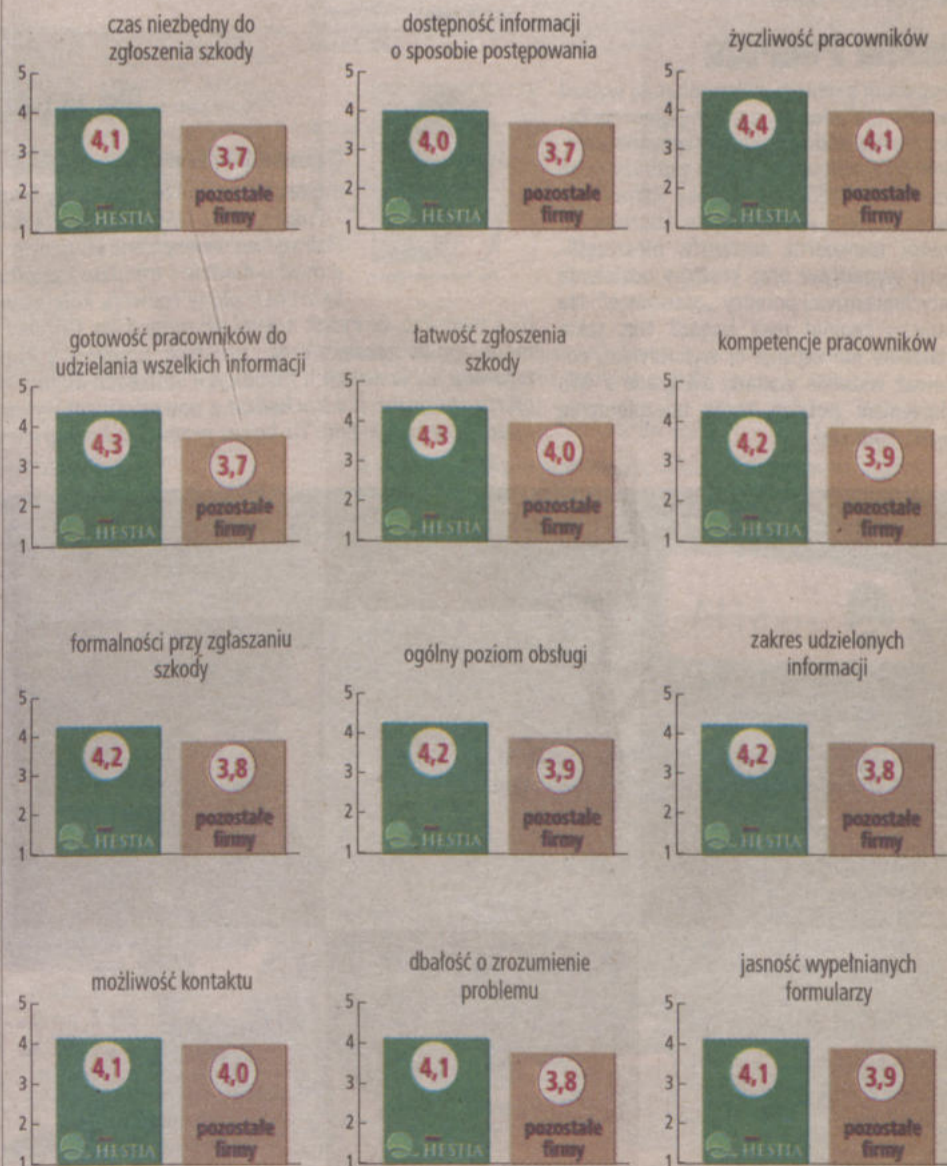 czas niezbędny do
zgłoszenia szkody
5
4
3
2
1
4,1
HESTIA
3,7
pozostałe
firmy
dostępność informacji
o sposobie postępowania
5
4
3
2
1
4,0
HESTIA
3,7
pozostałe
firmy
życzliwość pracowników
5
4
3
2
1
4,4
HESTIA
4,1
pozostałe
firmy
gotowość pracowników do
udzielania wszelkich informacji
5
4
3
2
1
4,3
HESTIA
3,7
pozostałe
firmy
łatwość zgłoszenia
szkody
5
4
3
2
1
4,3
HESTIA
4,0
pozostałe
firmy
kompetencje pracowników
5
4
3
2
1
4,2
HESTIA
3,9
pozostałe
firmy
formalności przy zgłaszaniu
szkody
5
4
3
2
1
4,2
HESTIA
3,8
pozostałe
firmy
ogólny poziom obsługi
5
4
3
2
1
4,2
HESTIA
3,9
pozostałe
firmy
zakres udzielonych
informacji
5
4
3
2
1
4,2
HESTIA
3,8
pozostałe
firmy
możliwość kontaktu
5
4
3
2
1
4,1
HESTIA
4,0
pozostałe
firmy
dbałość o zrozumienie
problemu
5
4
3
2
1
4,1
HESTIA
3,8
pozostałe
firmy
jasność wypełnianych
formularzy
5
4
3
2
1
4,1
HESTIA
3,9
pozostałe
firmy